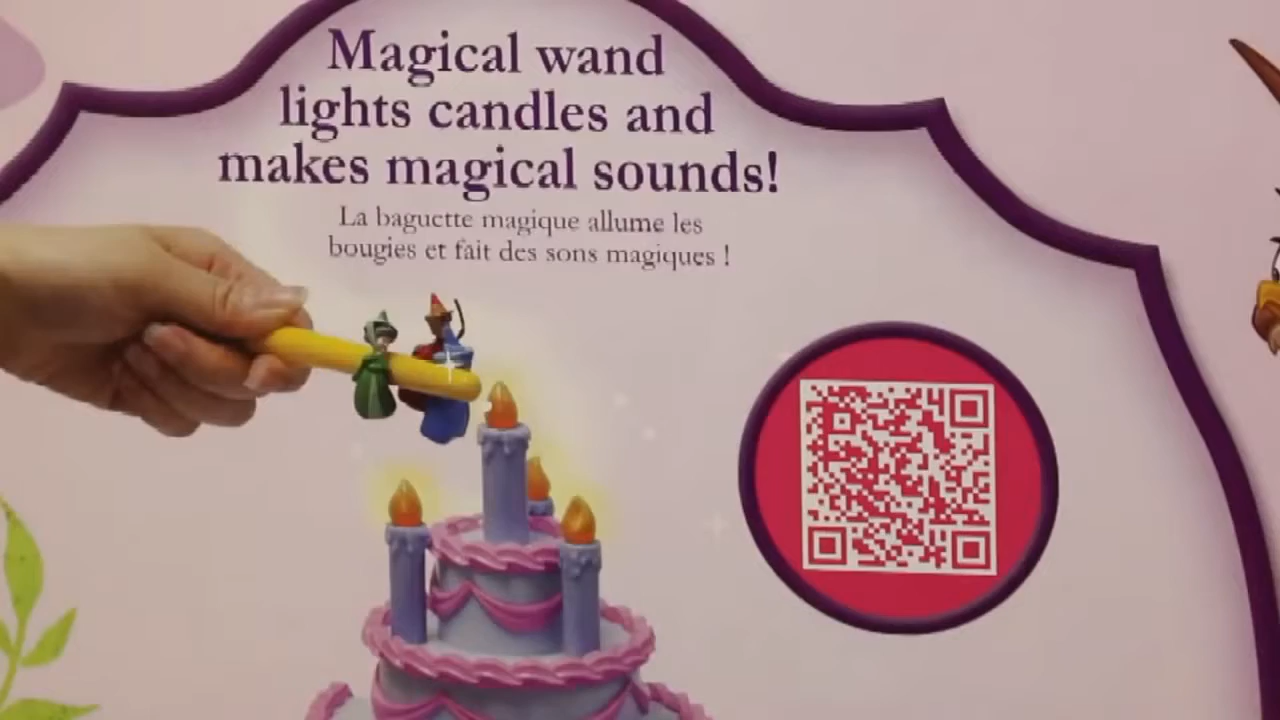 Magical wand
lights candles and
makes magical sounds!
La baguette magique allume les
bougies et fait des sons magiques !